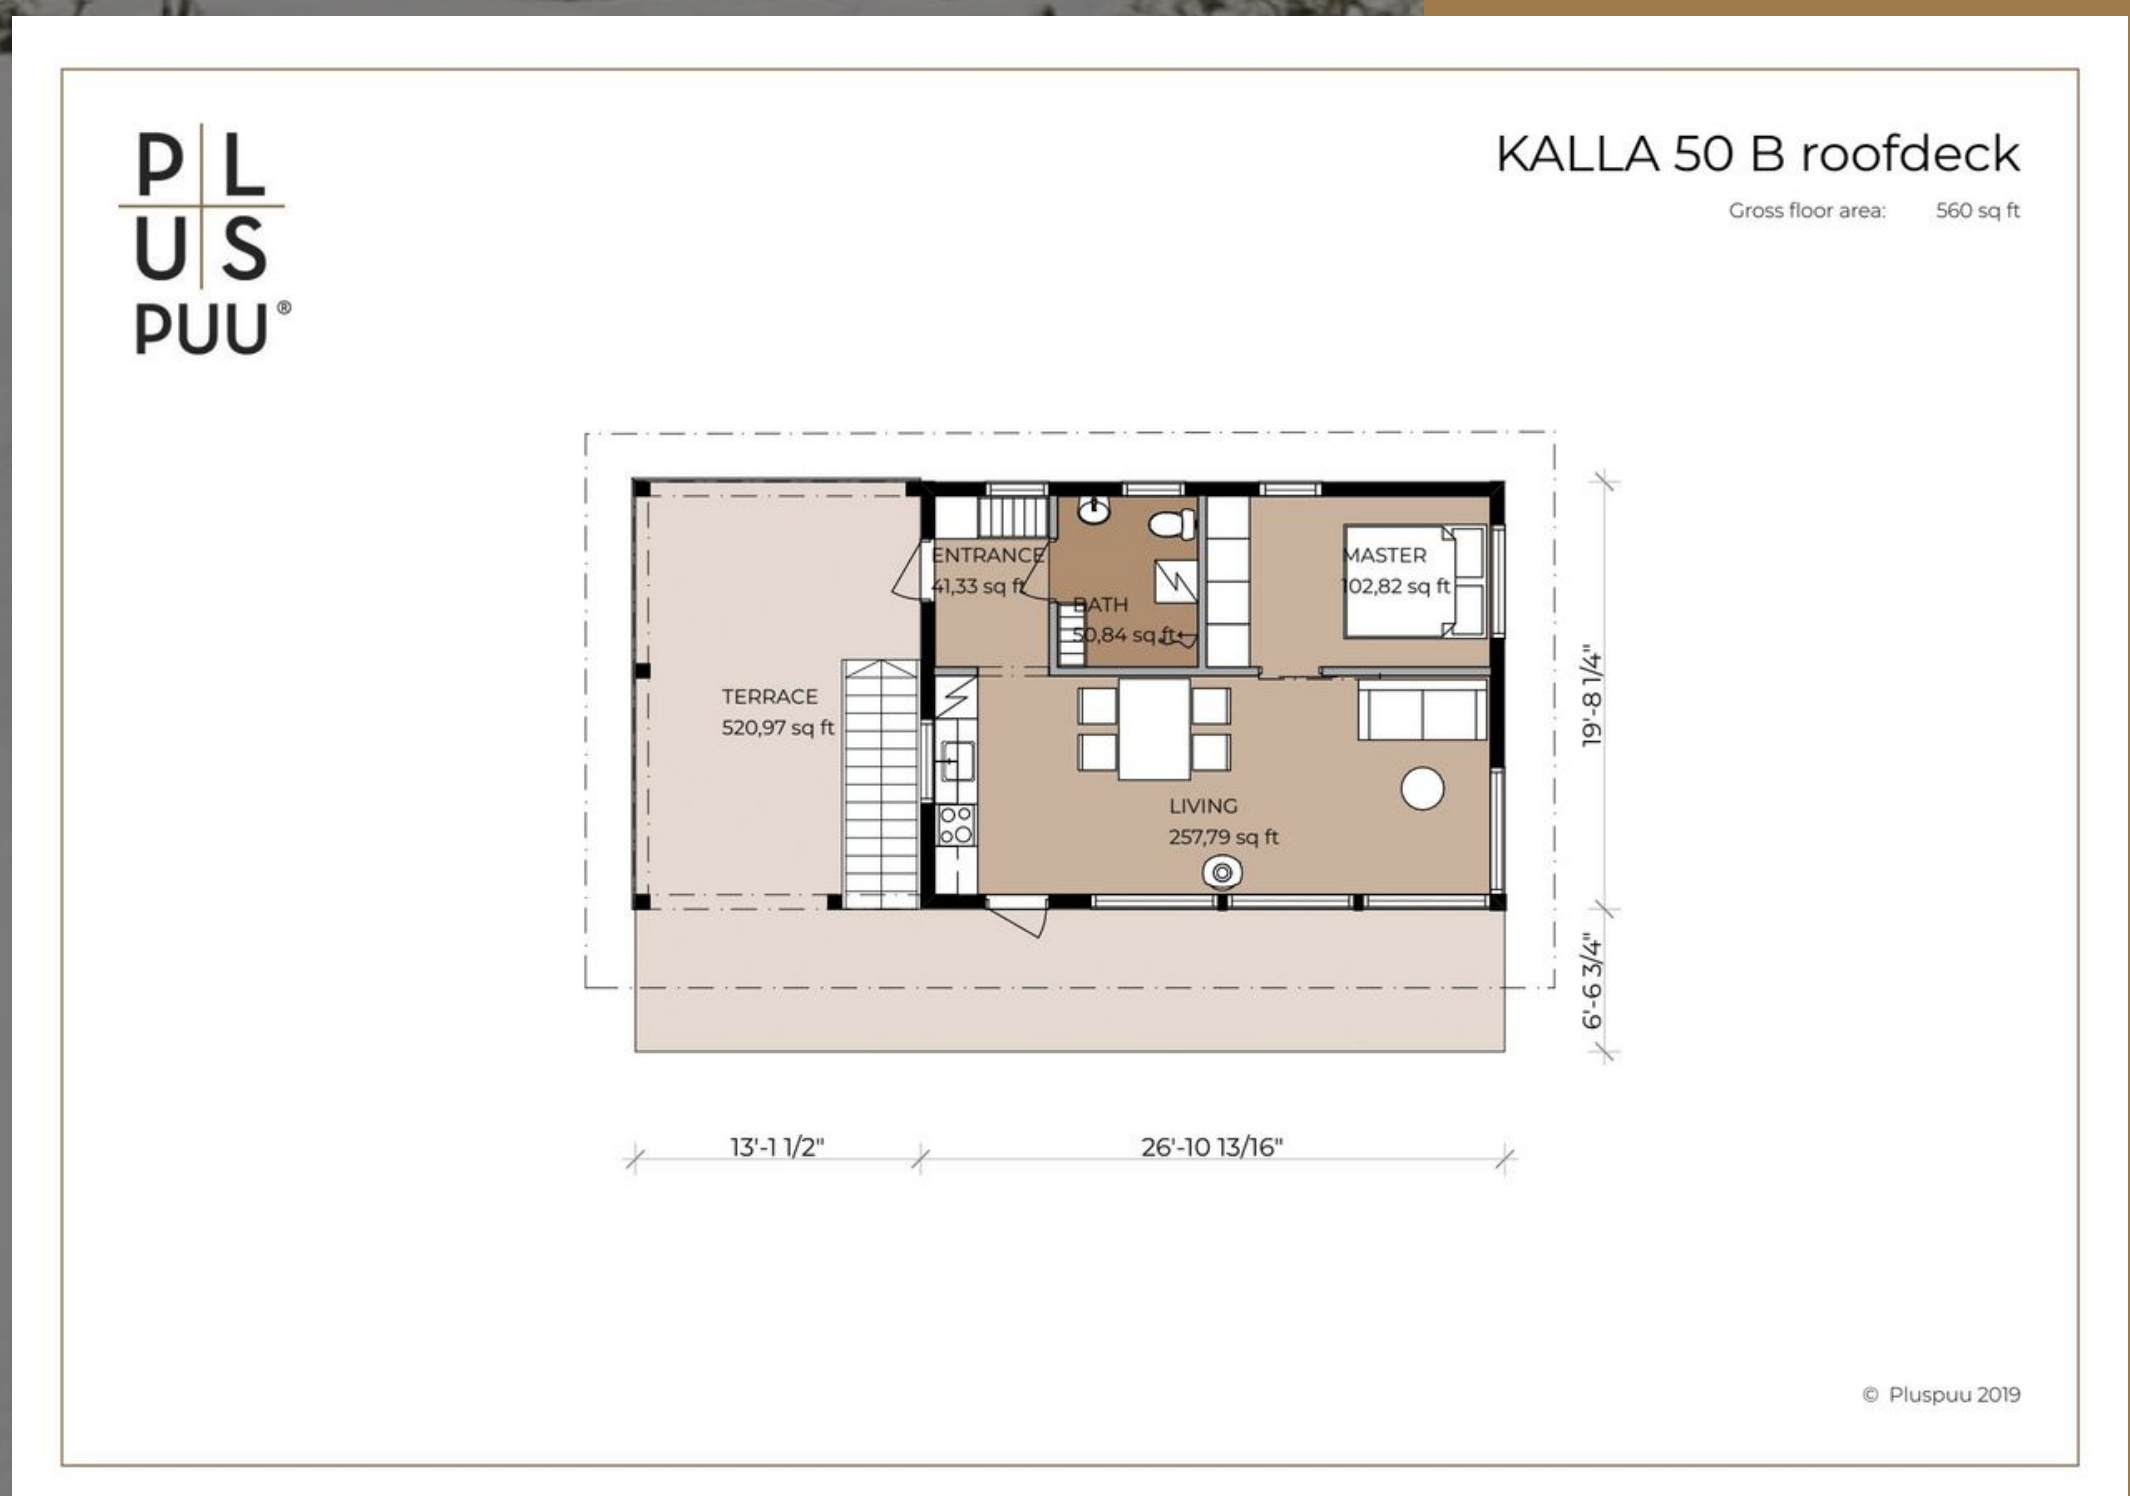 PL
US
PUU®
KALLA 50 B roofdeck
Gross floor area: 560 sq ft
ENTRANCE
41,33 sq ft
BATH
50,84 sq ft
MASTER
102,82 sq ft
TERRACE
520,97 sq ft
LIVING
257,79 sq ft
19'-8 1/4"
6'-6 3/4"
13'-1 1/2"
26'-10 13/16"
© Pluspuu 2019